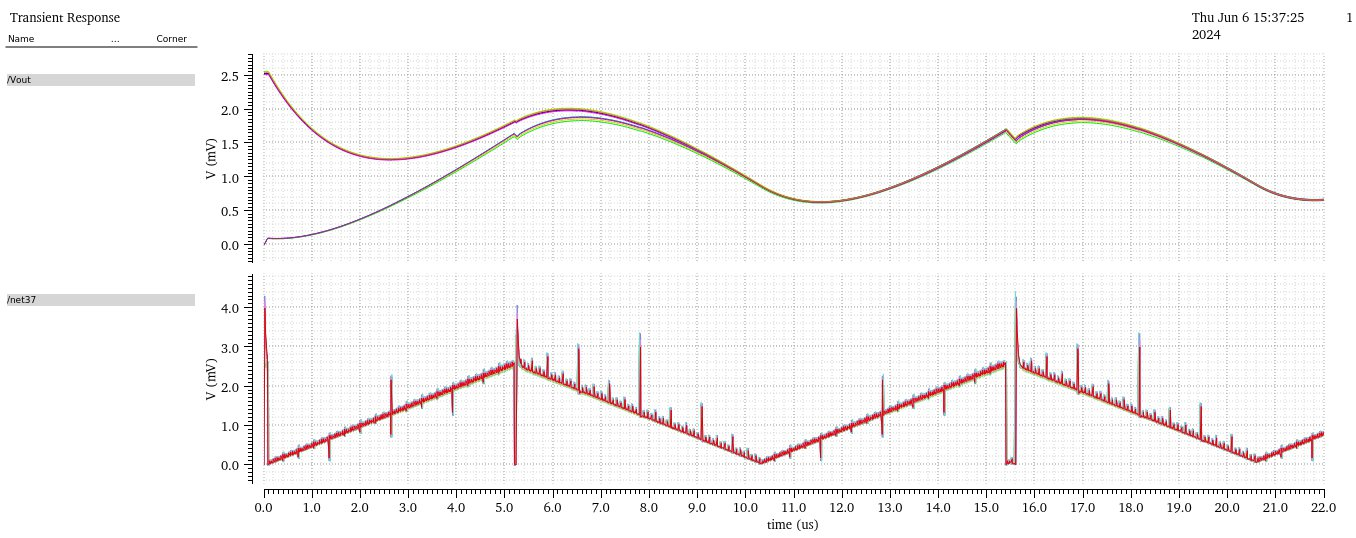 Transient Response
Thu Jun 6 15:37:25 2024 1
Name ... Corner
/Vout
V (mV)
2.5
2.0
1.5
1.0
0.5
0.0
/net37
V (mV)
4.0
3.0
2.0
1.0
0.0
0.0 1.0 2.0 3.0 4.0 5.0 6.0 7.0 8.0 9.0 10.0 11.0 12.0 13.0 14.0 15.0 16.0 17.0 18.0 19.0 20.0 21.0 22.0
time (us)